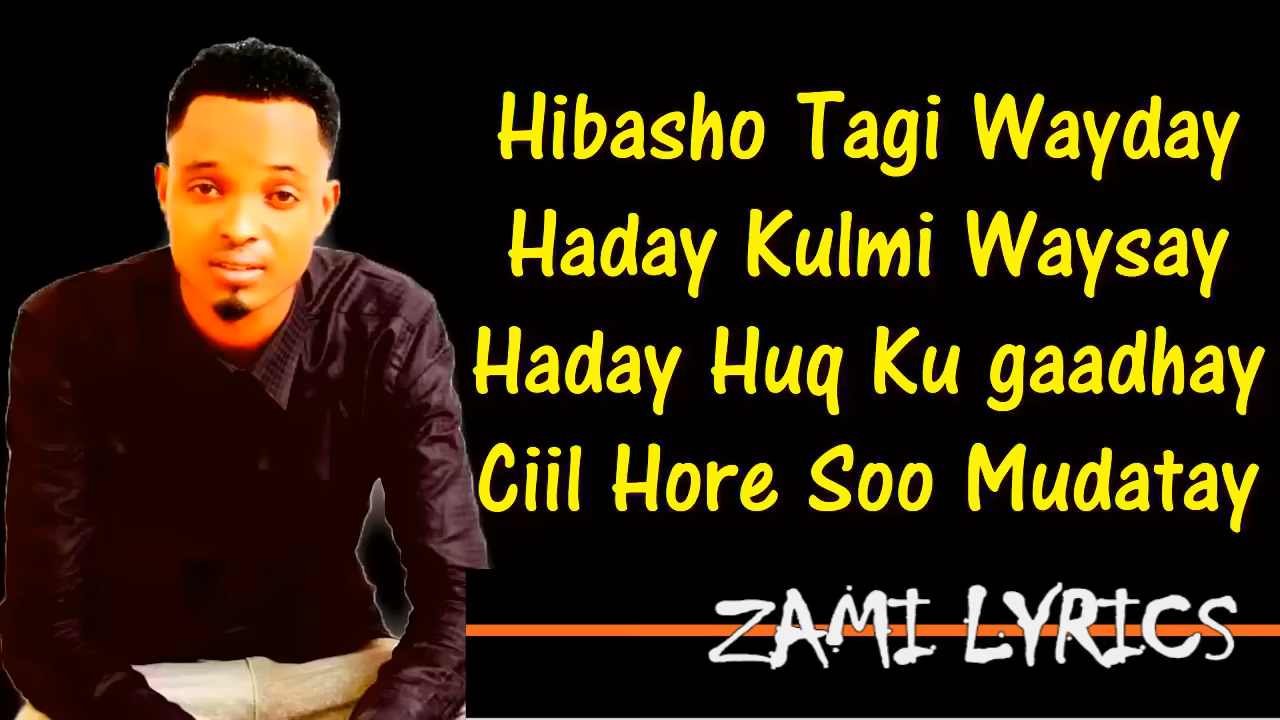 Hibasho Tagi Wayday
Haday Kulmi Waysay
Haday Huq Ku gaadhay
Ciil Hore Soo Mudatay
ZAMI LYRICS